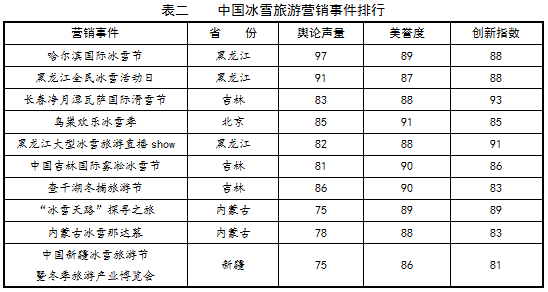 表二 中国冰雪旅游营销事件排行
营销事件 省 份 舆论声量 美誉度 创新指数
哈尔滨国际冰雪节 黑龙江 97 89 88
黑龙江全民冰雪活动日 黑龙江 91 87 88
长春净月潭瓦萨国际滑雪节 吉林 83 88 93
鸟巢欢乐冰雪季 北京 85 91 85
黑龙江大型冰雪旅游直播 show 黑龙江 82 88 91
中国吉林国际雾凇冰雪节 吉林 81 90 86
查干湖冬捕旅游节 吉林 86 90 83
“冰雪天路”探寻之旅 内蒙古 75 89 89
内蒙古冰雪那达慕 内蒙古 78 88 83
中国新疆冰雪旅游节
暨冬季旅游产业博览会 新疆 75 86 81